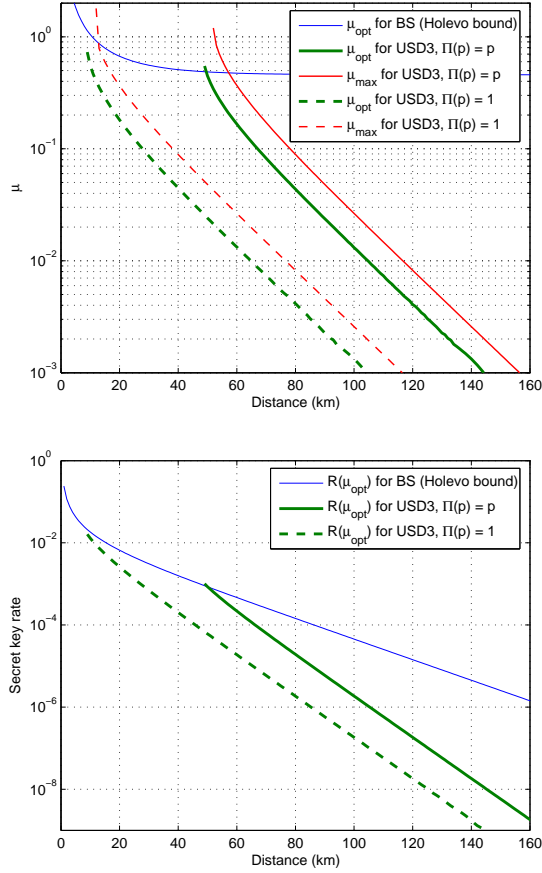 μ
10^0
10^-1
10^-2
10^-3
μ_opt for BS (Holevo bound)
μ_opt for USD3, Π(p) = p
μ_max for USD3, Π(p) = p
μ_opt for USD3, Π(p) = 1
μ_max for USD3, Π(p) = 1
0 20 40 60 80 100 120 140 160
Distance (km)
Secret key rate
10^0
10^-2
10^-4
10^-6
10^-8
R(μ_opt) for BS (Holevo bound)
R(μ_opt) for USD3, Π(p) = p
R(μ_opt) for USD3, Π(p) = 1
0 20 40 60 80 100 120 140 160
Distance (km)